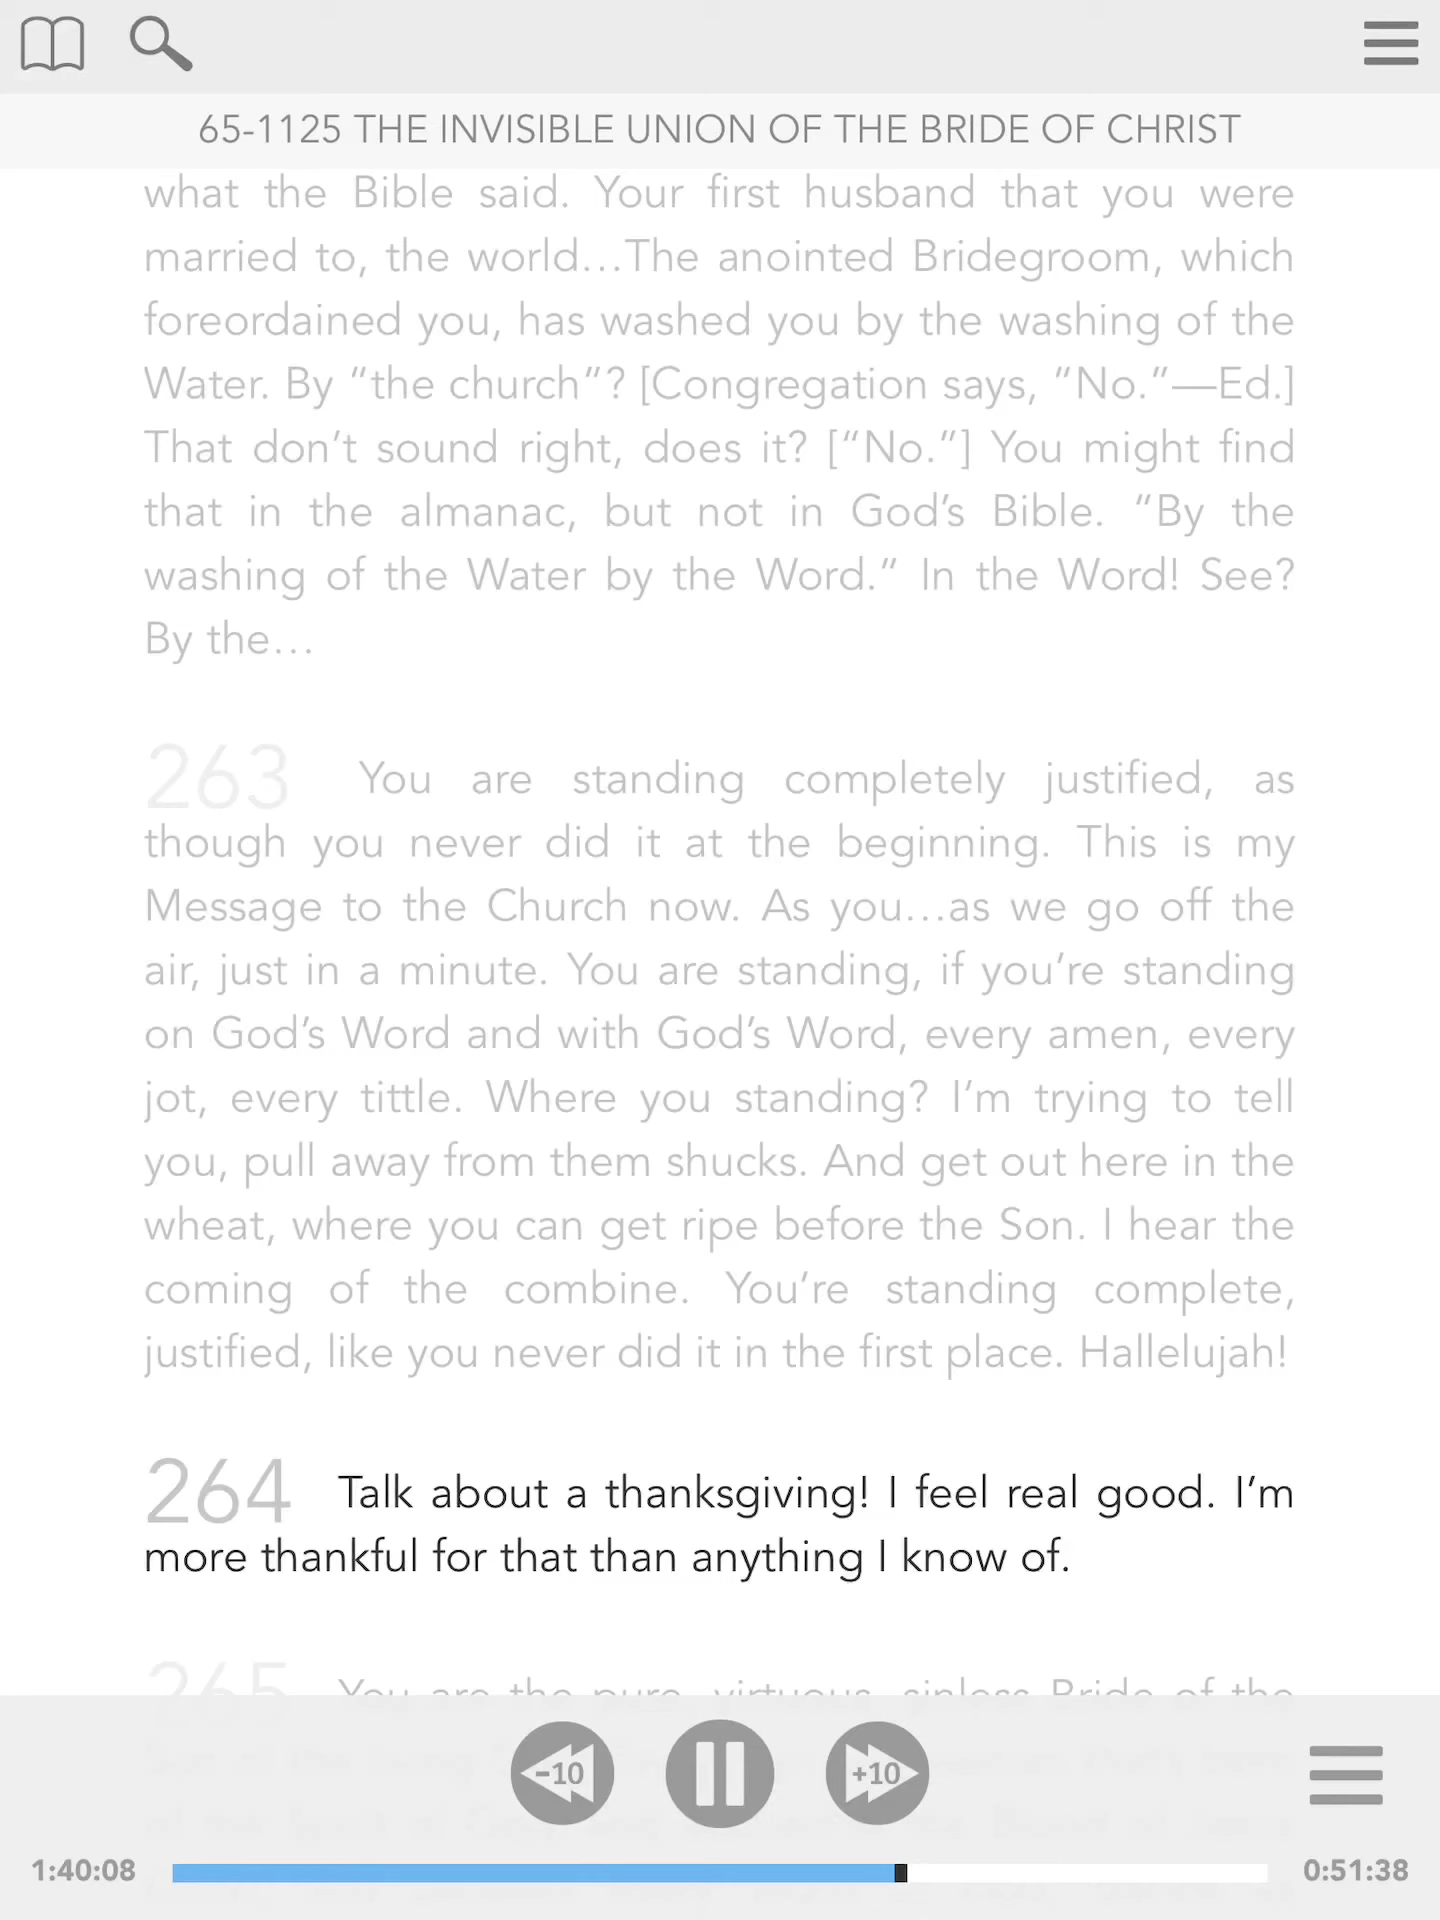 65-1125 THE INVISIBLE UNION OF THE BRIDE OF CHRIST
what the Bible said. Your first husband that you were
married to, the world…The anointed Bridegroom, which
foreordained you, has washed you by the washing of the
Water. By “the church”? [Congregation says, “No.”—Ed.]
That don’t sound right, does it? [“No.”] You might find
that in the almanac, but not in God’s Bible. “By the
washing of the Water by the Word.” In the Word! See?
By the…
263 You are standing completely justified, as
though you never did it at the beginning. This is my
Message to the Church now. As you…as we go off the
air, just in a minute. You are standing, if you’re standing
on God’s Word and with God’s Word, every amen, every
jot, every tittle. Where you standing? I’m trying to tell
you, pull away from them shucks. And get out here in the
wheat, where you can get ripe before the Son. I hear the
coming of the combine. You’re standing complete,
justified, like you never did it in the first place. Hallelujah!
264 Talk about a thanksgiving! I feel real good. I’m
more thankful for that than anything I know of.
265 You are the pure, virtuous, sinless Bride of the
-10 +10
1:40:08 0:51:38